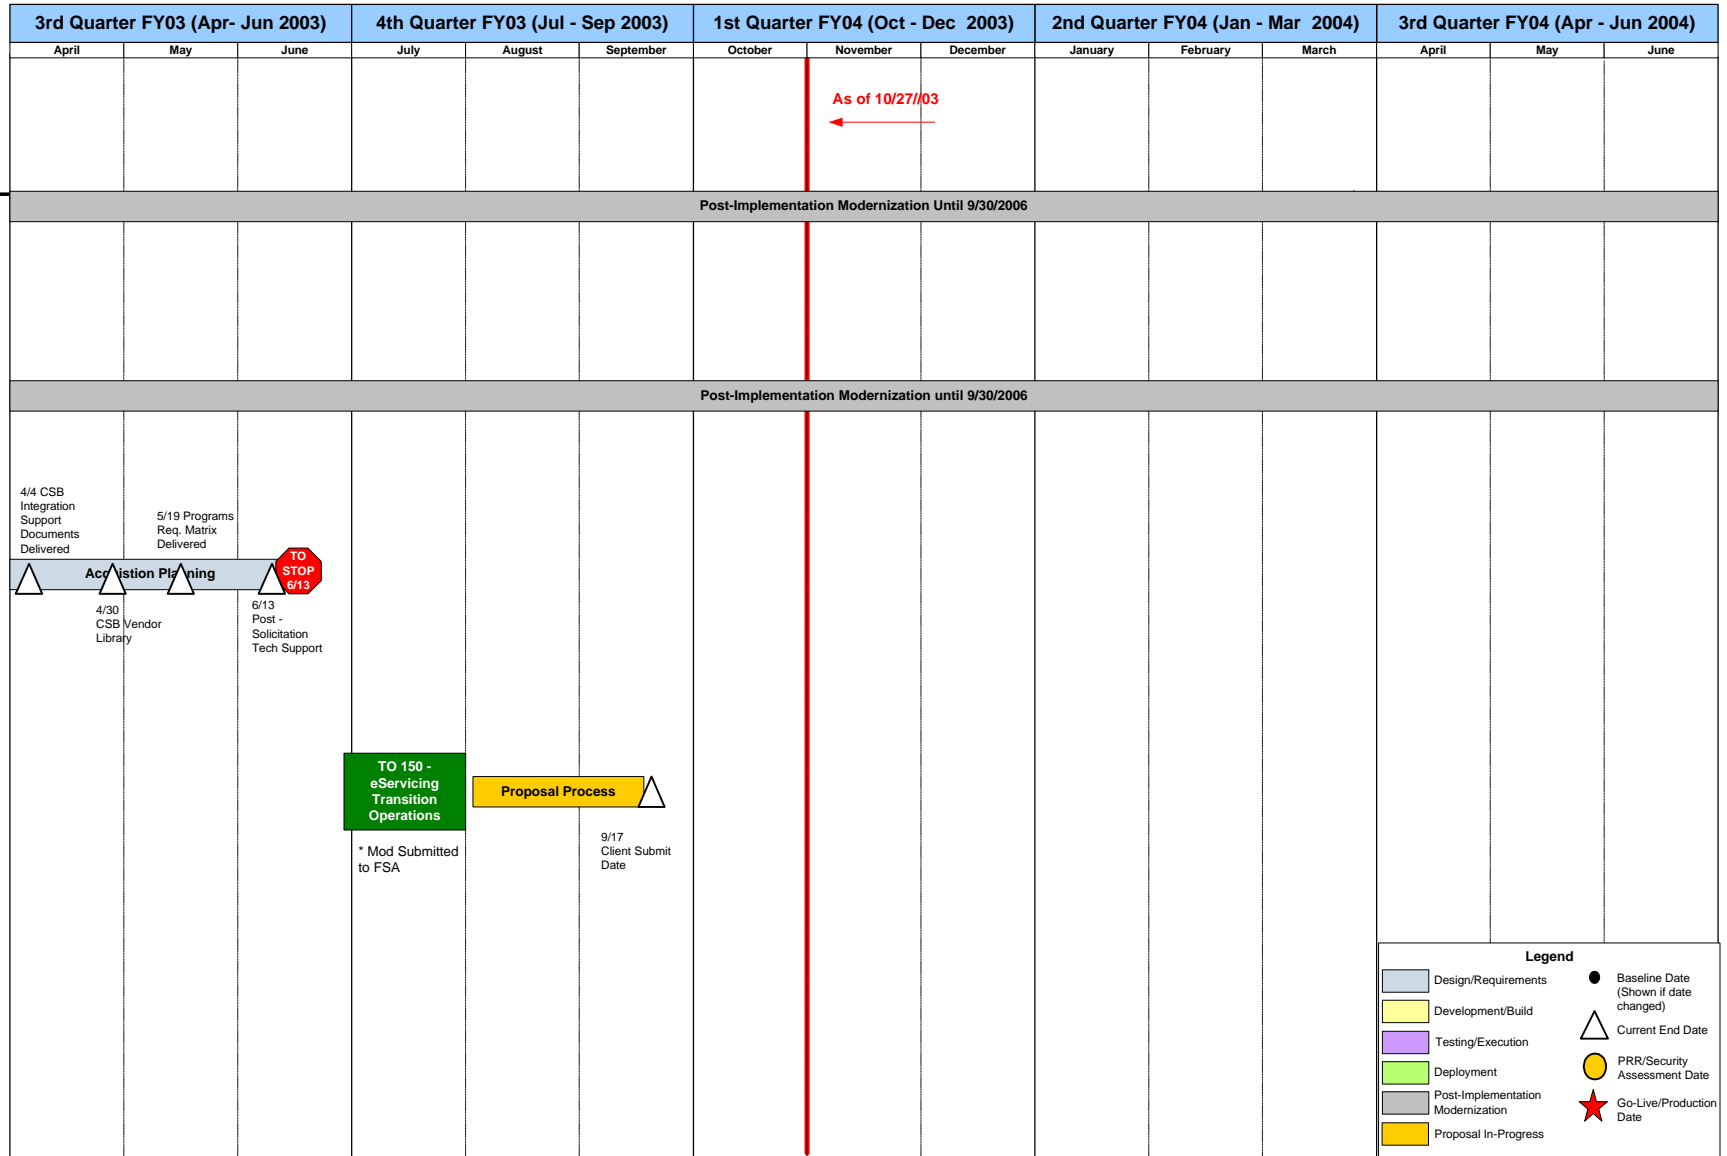 3rd Quarter FY03 (Apr- Jun 2003)
4th Quarter FY03 (Jul - Sep 2003)
1st Quarter FY04 (Oct - Dec  2003)
2nd Quarter FY04 (Jan - Mar  2004)
3rd Quarter FY04 (Apr - Jun 2004)
April
May
June
July
August
September
October
November
December
January
February
March
April
May
June
As of 10/27//03
Post-Implementation Modernization Until 9/30/2006
Post-Implementation Modernization until 9/30/2006
4/4 CSB
Integration
Support
Documents
Delivered
5/19 Programs
Req. Matrix
Delivered
Acquistion Planning
TO
STOP
6/13
4/30
CSB Vendor
Library
6/13
Post -
Solicitation
Tech Support
TO 150 -
eServicing
Transition
Operations
Proposal Process
* Mod Submitted
to FSA
9/17
Client Submit
Date
Legend
Design/Requirements
Development/Build
Testing/Execution
Deployment
Post-Implementation
Modernization
Proposal In-Progress
Baseline Date
(Shown if date
changed)
Current End Date
PRR/Security
Assessment Date
Go-Live/Production
Date